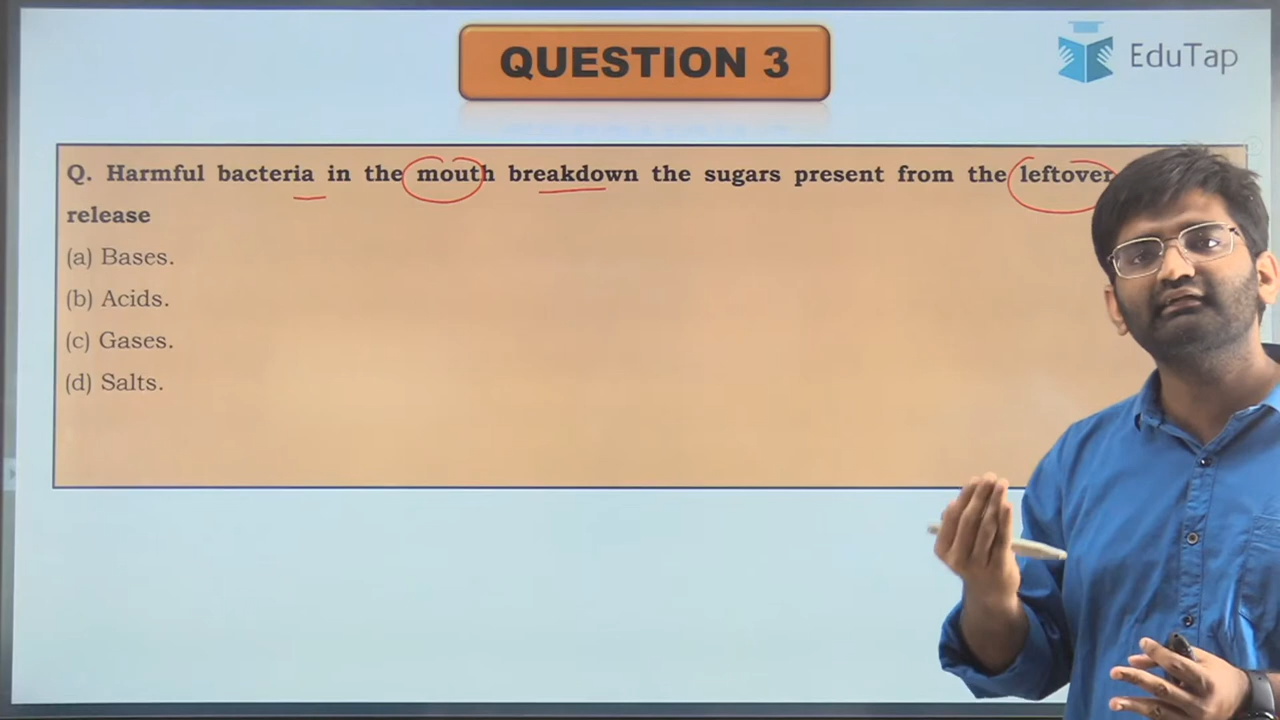 QUESTION 3
EduTap
Q. Harmful bacteria in the mouth breakdown the sugars present from the leftover
release
(a) Bases.
(b) Acids.
(c) Gases.
(d) Salts.